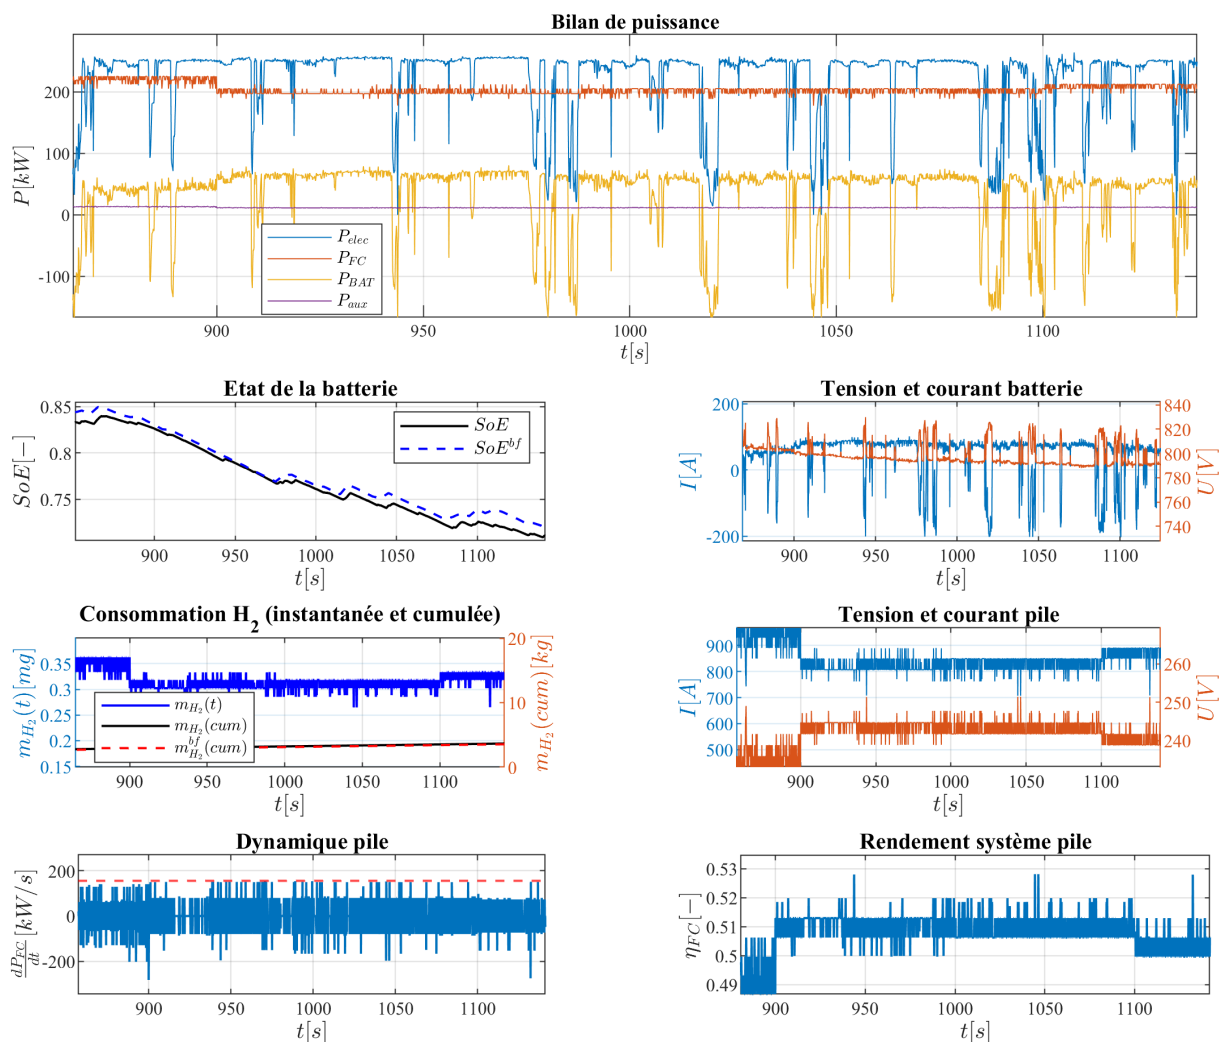 Bilan de puissance
P[kW]
200
100
0
-100
P_elec
P_FC
P_BAT
P_aux
900
950
1000
1050
1100
t[s]
Etat de la batterie
SoE[−]
0.85
0.8
0.75
SoE
SoE^bf
900
950
1000
1050
1100
t[s]
Tension et courant batterie
I[A]
200
0
-200
U[V]
840
820
800
780
760
740
900
950
1000
1050
1100
t[s]
Consommation H_2 (instantanée et cumulée)
m_H_2(t)[mg]
0.35
0.3
0.25
0.2
0.15
m_H_2(t)
m_H_2(cum)
m^bf_H_2(cum)
m_H_2(cum)[kg]
20
10
0
900
950
1000
1050
1100
t[s]
Tension et courant pile
I[A]
900
800
700
600
500
U[V]
260
250
240
900
950
1000
1050
1100
t[s]
Dynamique pile
dP_FC/dt[kW/s]
200
0
-200
900
950
1000
1050
1100
t[s]
Rendement système pile
η_FC[−]
0.53
0.52
0.51
0.5
0.49
900
950
1000
1050
1100
t[s]